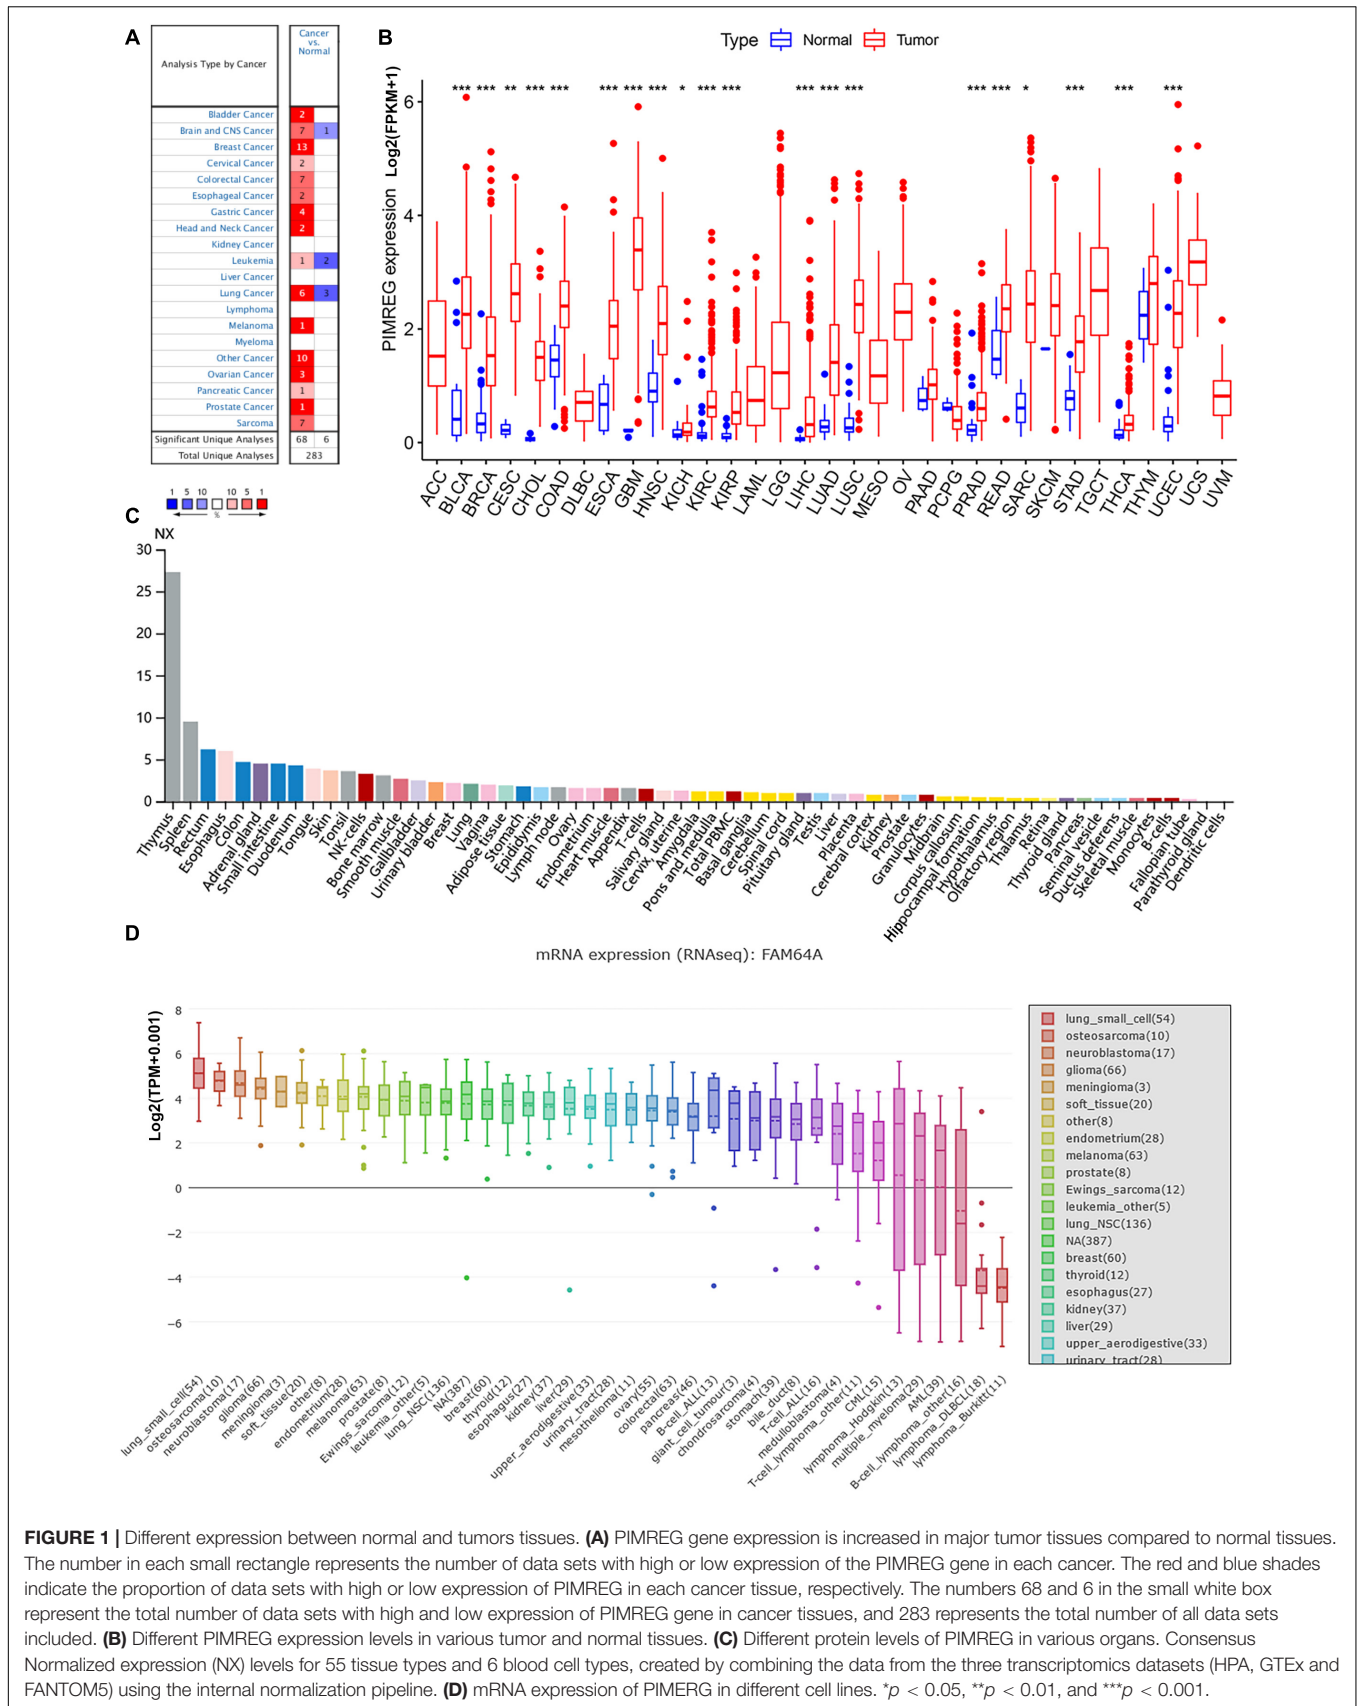 A
Analysis Type by Cancer
Cancer
vs.
Normal
Bladder Cancer 2
Brain and CNS Cancer 7 1
Breast Cancer 13
Cervical Cancer 2
Colorectal Cancer 7
Esophageal Cancer 2
Gastric Cancer 4
Head and Neck Cancer 2
Kidney Cancer
Leukemia 1 2
Liver Cancer
Lung Cancer 6 3
Lymphoma
Melanoma 1
Myeloma
Other Cancer 10
Ovarian Cancer 3
Pancreatic Cancer 1
Prostate Cancer 1
Sarcoma 7
Significant Unique Analyses 68 6
Total Unique Analyses 283
1 5 10 10 5 1
%
B
Type Normal Tumor
PIMREG expression Log2(FPKM+1)
6
4
2
0
*** *** ** *** *** *** *** *** * *** *** *** *** *** *** *** * *** *** ***
ACC BLCA BRCA CESC CHOL COAD DLBC ESCA GBM HNSC KICH KIRC KIRP LAML LGG LIHC LUAD LUSC MESO OV PAAD PCPG PRAD READ SARC SKCM STAD TGCT THCA THYM UCEC UCS UVM
C
NX
30
25
20
15
10
5
0
Thymus Spleen Rectum Esophagus Colon Adrenal gland Small intestine Duodenum Tongue Skin Tonsil NK-cells Bone marrow Smooth muscle Gallbladder Urinary bladder Breast Lung Vagina Adipose tissue Stomach Epididymis Lymph node Ovary Endometrium Heart muscle Appendix T-cells Salivary gland Cervix, uterine Amygdala Pons and medulla Total PBMC Basal ganglia Cerebellum Spinal cord Pituitary gland Testis Liver Placenta Cerebral cortex Kidney Prostate Granulocytes Midbrain Corpus callosum Hippocampal formation Hypothalamus Olfactory region Thalamus Retina Thyroid gland Pancreas Seminal vesicle Ductus deferens Skeletal muscle Monocytes B-cells Fallopian tube Parathyroid gland Dendritic cells
D
mRNA expression (RNAseq): FAM64A
Log2(TPM+0.001)
8
6
4
2
0
−2
−4
−6
lung_small_cell(54) osteosarcoma(10) neuroblastoma(17) glioma(66) meningioma(3) soft_tissue(20) other(8) endometrium(28) melanoma(63) prostate(8) Ewings_sarcoma(12) leukemia_other(5) lung_NSC(136) NA(387) breast(60) thyroid(12) esophagus(27) kidney(37) liver(29) upper_aerodigestive(33) urinary_tract(28) mesothelioma(11) ovary(55) colorectal(63) pancreas(46) B-cell_ALL(13) giant_cell_tumour(3) chondrosarcoma(4) stomach(39) bile_duct(8) T-cell_ALL(16) medulloblastoma(4) T-cell_lymphoma_other(11) CML(15) lymphoma_Hodgkin(13) multiple_myeloma(29) AML(39) B-cell_lymphoma_other(16) lymphoma_DLBCL(18) lymphoma_Burkitt(11)
lung_small_cell(54)
osteosarcoma(10)
neuroblastoma(17)
glioma(66)
meningioma(3)
soft_tissue(20)
other(8)
endometrium(28)
melanoma(63)
prostate(8)
Ewings_sarcoma(12)
leukemia_other(5)
lung_NSC(136)
NA(387)
breast(60)
thyroid(12)
esophagus(27)
kidney(37)
liver(29)
upper_aerodigestive(33)
urinary_tract(28)
FIGURE 1 | Different expression between normal and tumors tissues. (A) PIMREG gene expression is increased in major tumor tissues compared to normal tissues.
The number in each small rectangle represents the number of data sets with high or low expression of the PIMREG gene in each cancer. The red and blue shades
indicate the proportion of data sets with high or low expression of PIMREG in each cancer tissue, respectively. The numbers 68 and 6 in the small white box
represent the total number of data sets with high and low expression of PIMREG gene in cancer tissues, and 283 represents the total number of all data sets
included. (B) Different PIMREG expression levels in various tumor and normal tissues. (C) Different protein levels of PIMREG in various organs. Consensus
Normalized expression (NX) levels for 55 tissue types and 6 blood cell types, created by combining the data from the three transcriptomics datasets (HPA, GTEx and
FANTOM5) using the internal normalization pipeline. (D) mRNA expression of PIMERG in different cell lines. *p < 0.05, **p < 0.01, and ***p < 0.001.